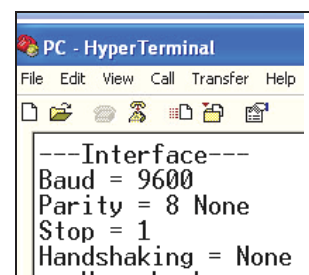 PC - HyperTerminal
File Edit View Call Transfer Help
---Interface---
Baud = 9600
Parity = 8 None
Stop = 1
Handshaking = None